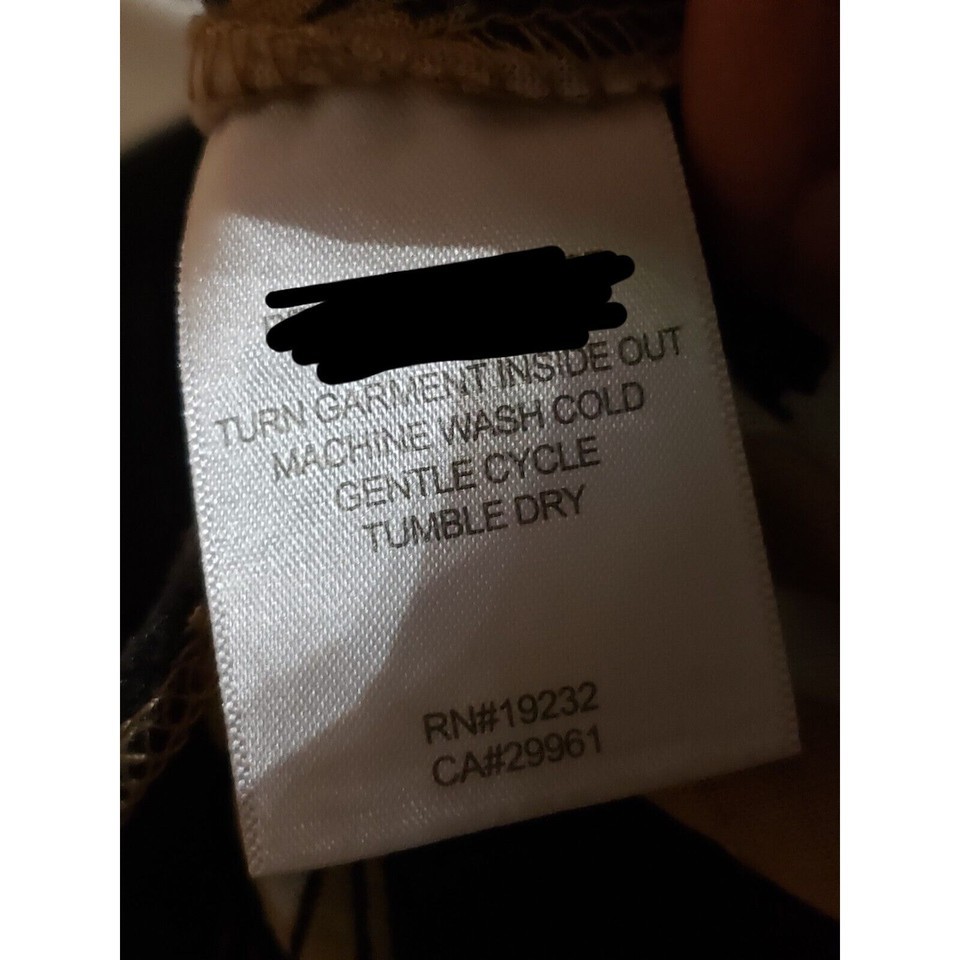 TURN GARMENT INSIDE OUT
MACHINE WASH COLD
GENTLE CYCLE
TUMBLE DRY
RN#19232
CA#29961